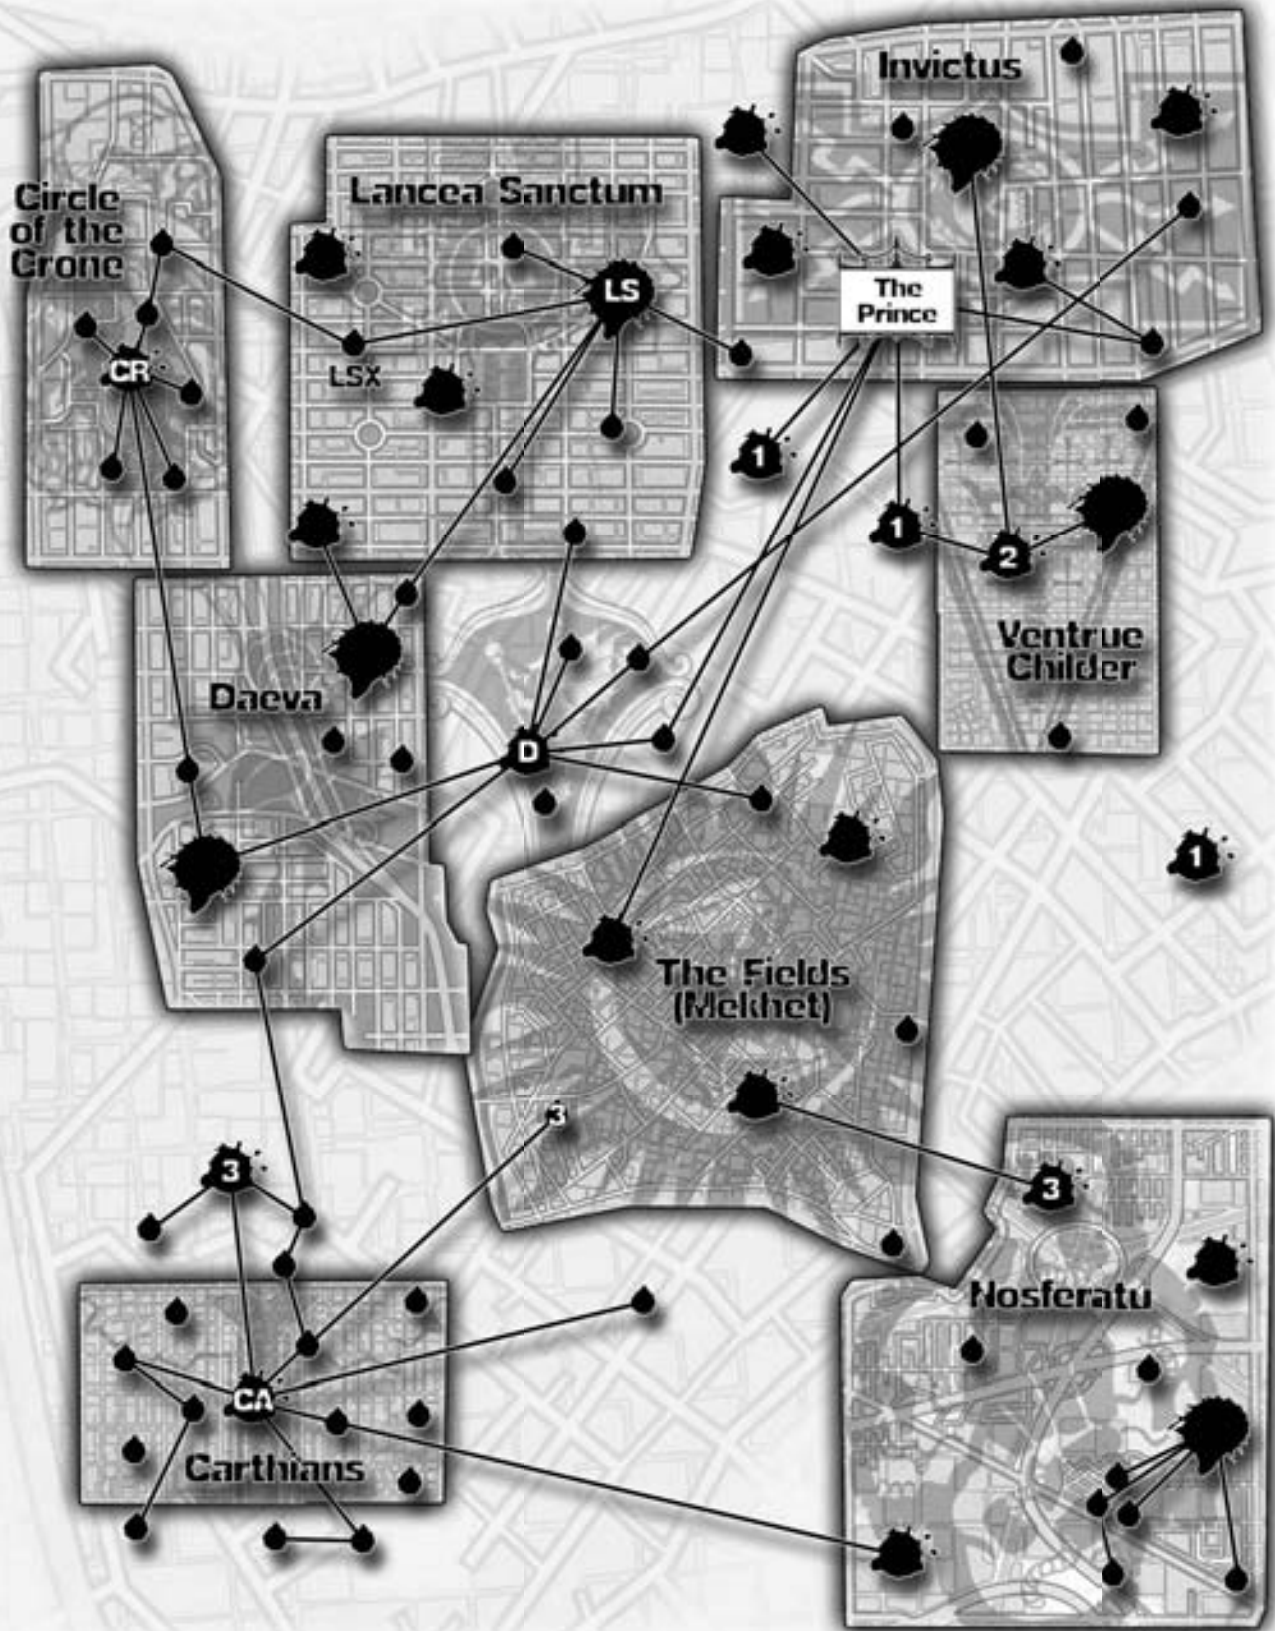 Invictus
Circle
of the
Crone
Lancea Sanctum
LS
The
Prince
CR
LSX
1
1
2
Ventrue
Childer
Daeva
D
1
The Fields
(Mekhet)
3
3
3
Nosferatu
CA
Carthians